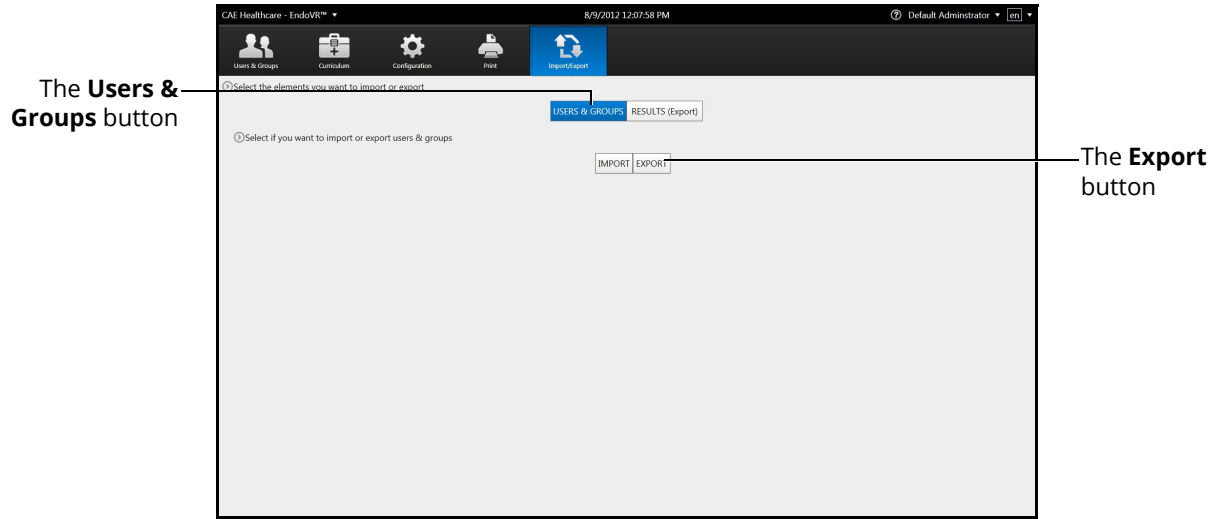 CAE Healthcare - EndoVR™
8/9/2012 12:07:58 PM
Default Adminstrator
en
Users & Groups
Curriculum
Configuration
Print
Import/Export
Select the elements you want to import or export
The Users &
Groups button
USERS & GROUPS
RESULTS (Export)
Select if you want to import or export users & groups
IMPORT
EXPORT
The Export
button